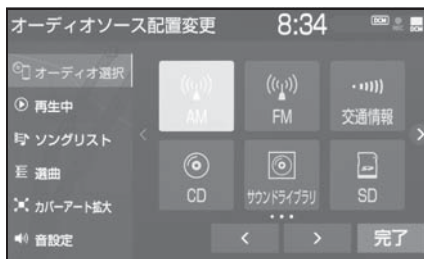 オーディオソース配置変更
8:34
DCM
オーディオ選択
再生中
ソングリスト
選曲
カバーアート拡大
音設定
AM
FM
交通情報
CD
サウンドライブラリ
SD
完了